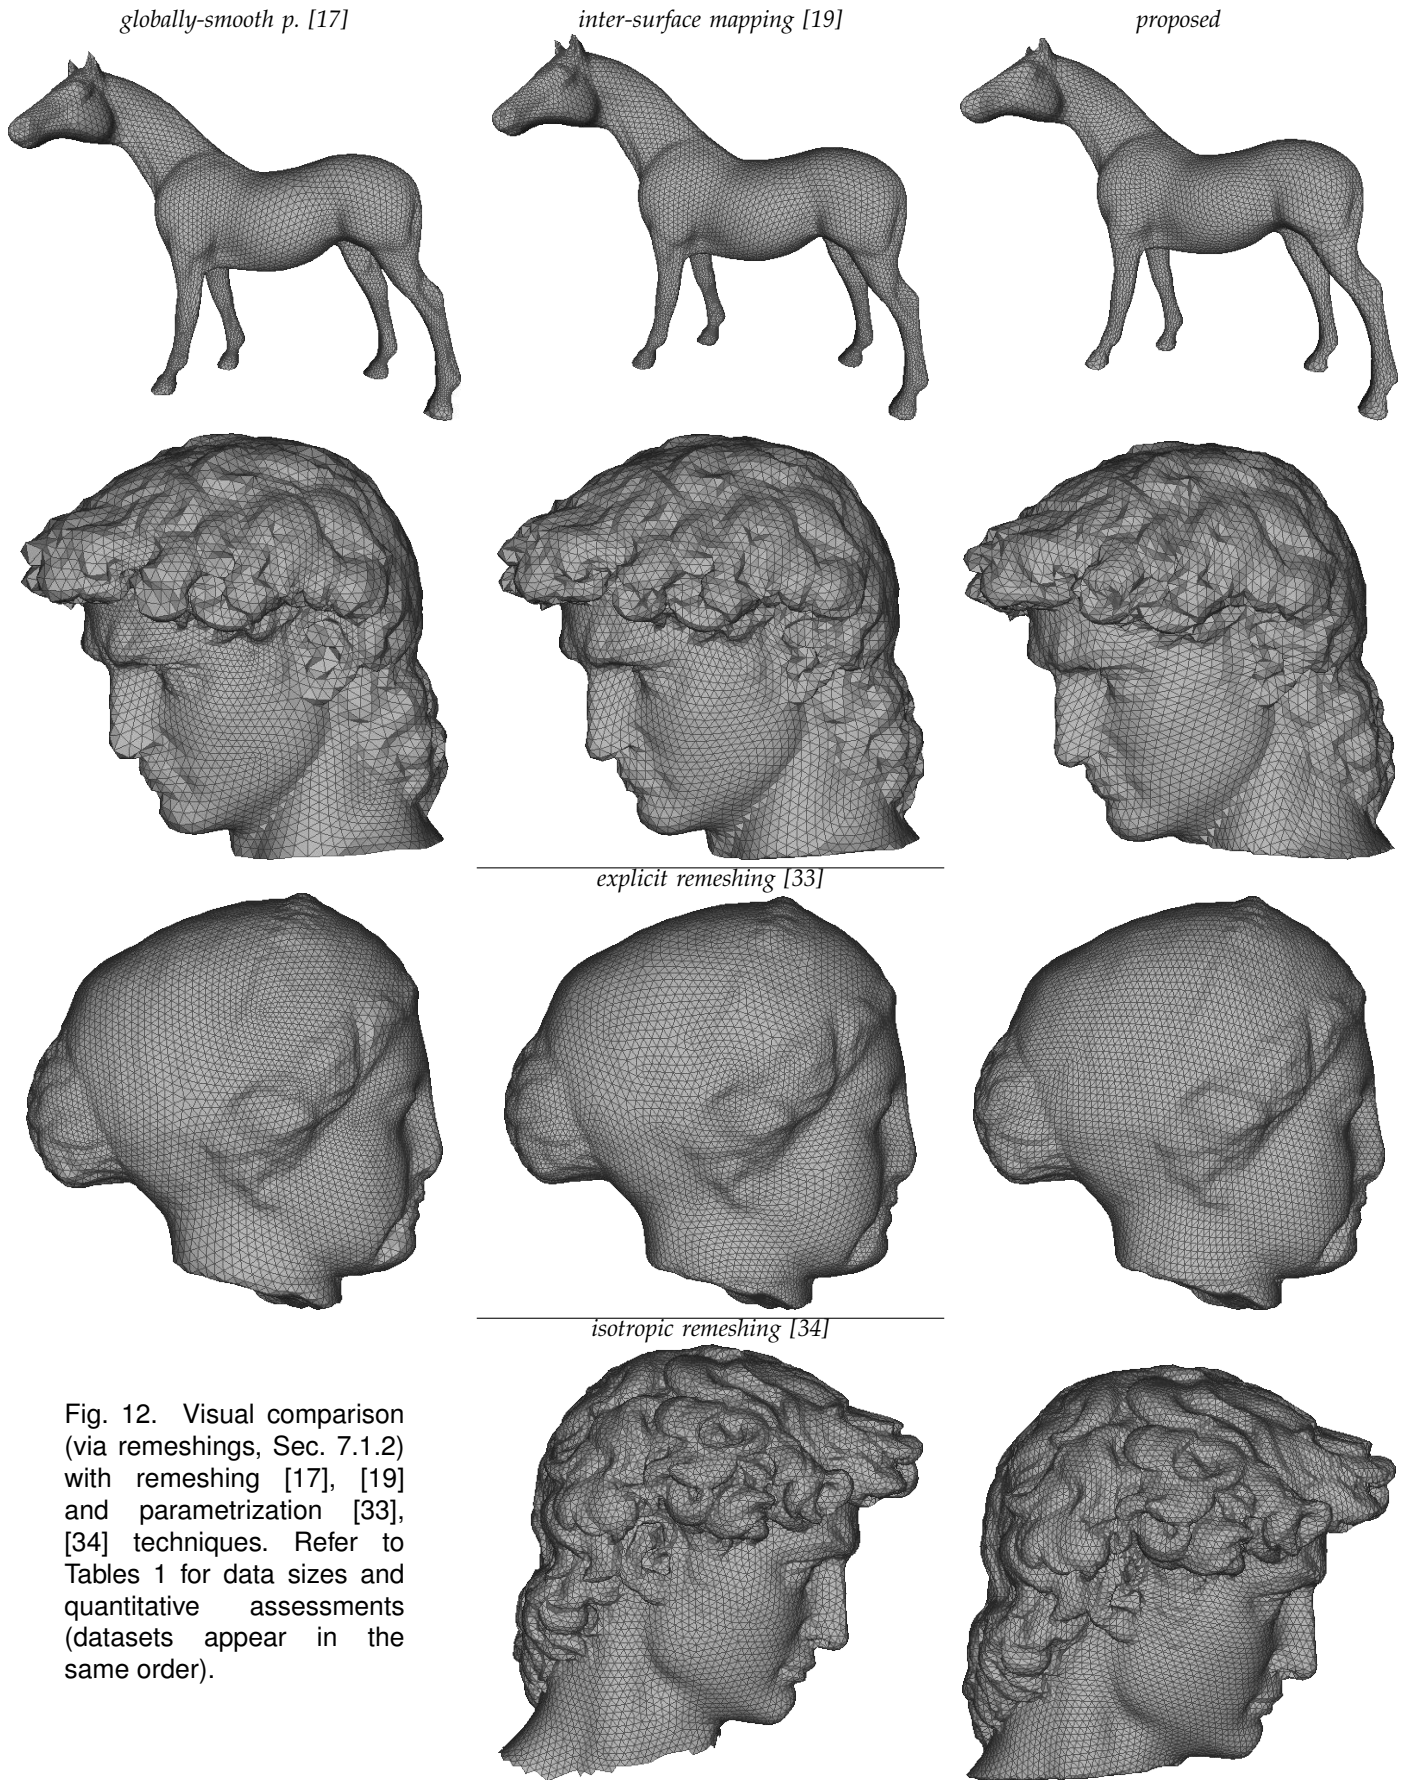 globally-smooth p. [17]
inter-surface mapping [19]
proposed
explicit remeshing [33]
isotropic remeshing [34]
Fig. 12. Visual comparison
(via remeshings, Sec. 7.1.2)
with remeshing [17], [19]
and parametrization [33],
[34] techniques. Refer to
Tables 1 for data sizes and
quantitative assessments
(datasets appear in the
same order).